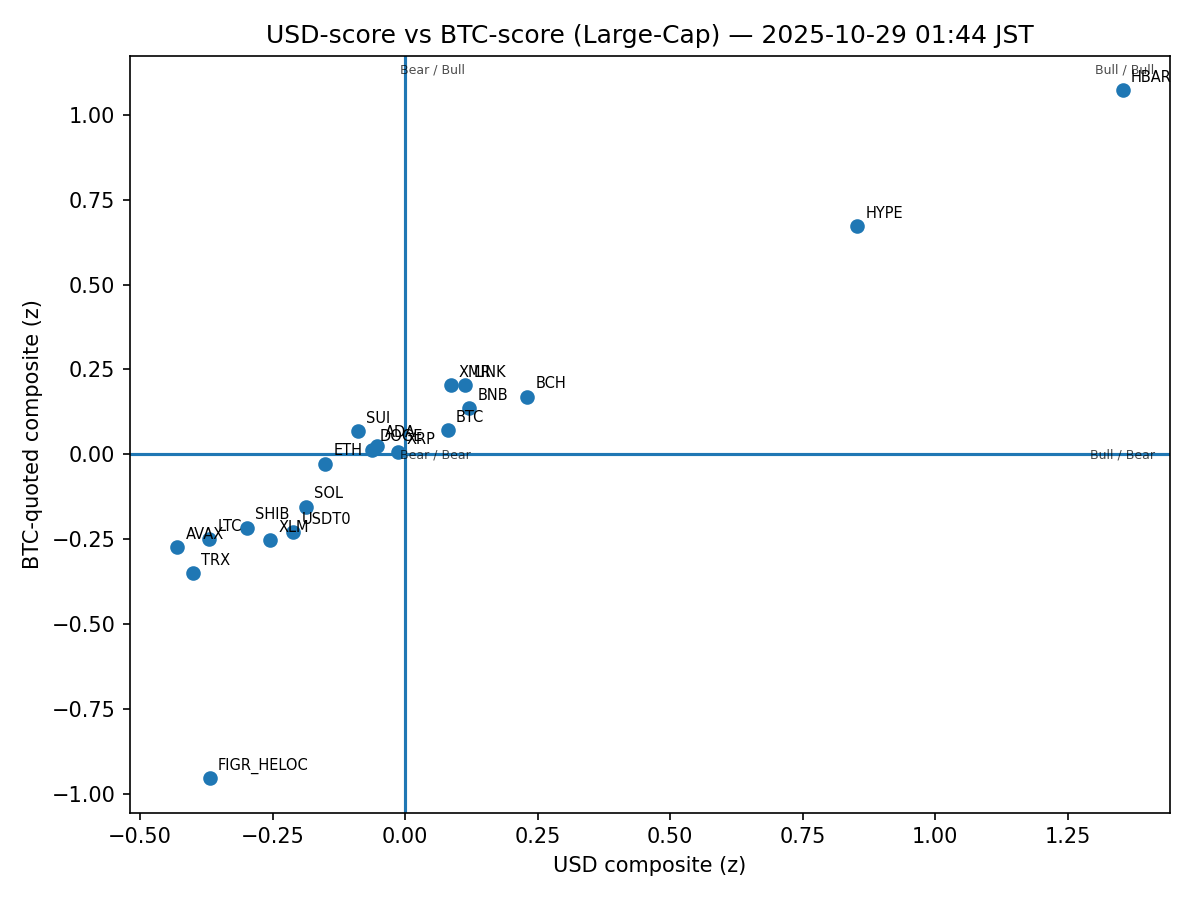 USD-score vs BTC-score (Large-Cap) — 2025-10-29 01:44 JST
Bear / Bull
Bull / Bull
HBAR
1.00
0.75
HYPE
0.50
0.25
XMR
LINK
BCH
BNB
BTC
SUI
ADA
DOGE
XRP
ETH
0.00
Bear / Bear
Bull / Bear
SOL
SHIB
USDT0
XLM
LTC
AVAX
−0.25
TRX
−0.50
−0.75
FIGR_HELOC
−1.00
BTC-quoted composite (z)
−0.50
−0.25
0.00
0.25
0.50
0.75
1.00
1.25
USD composite (z)